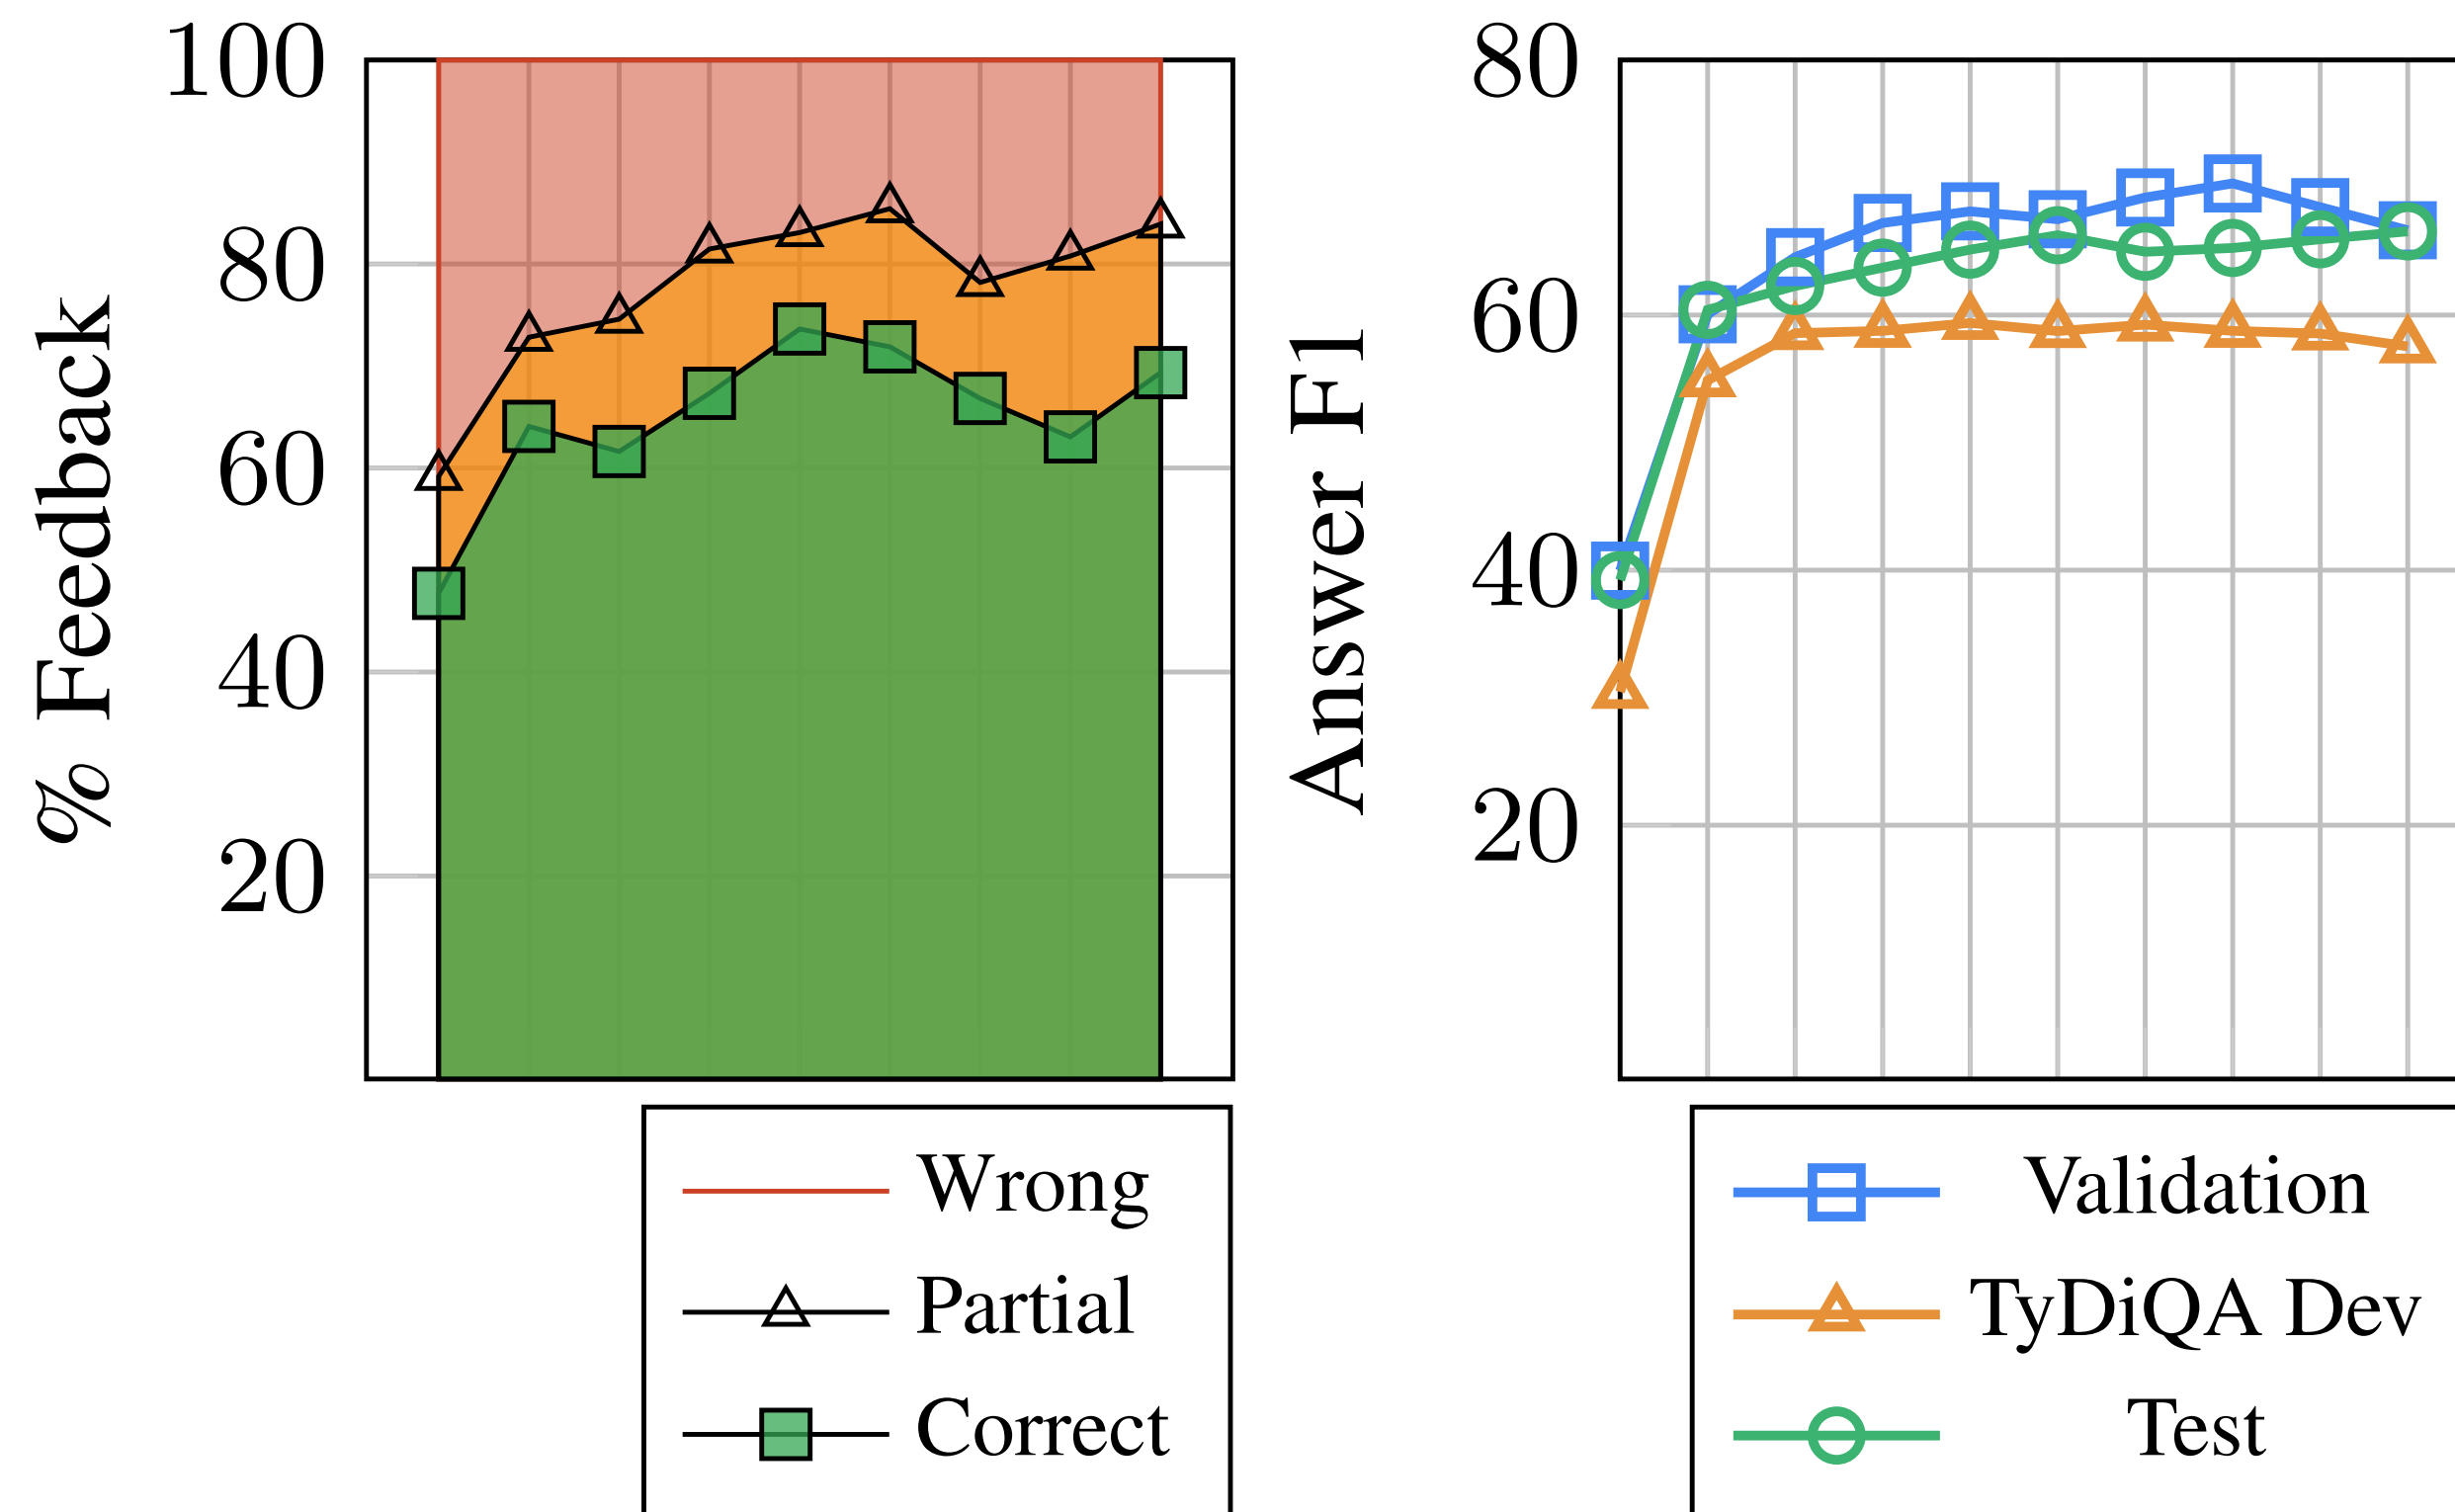 % Feedback
100
80
60
40
20
Wrong
Partial
Correct
Answer F1
80
60
40
20
Validation
TyDiQA Dev
Test